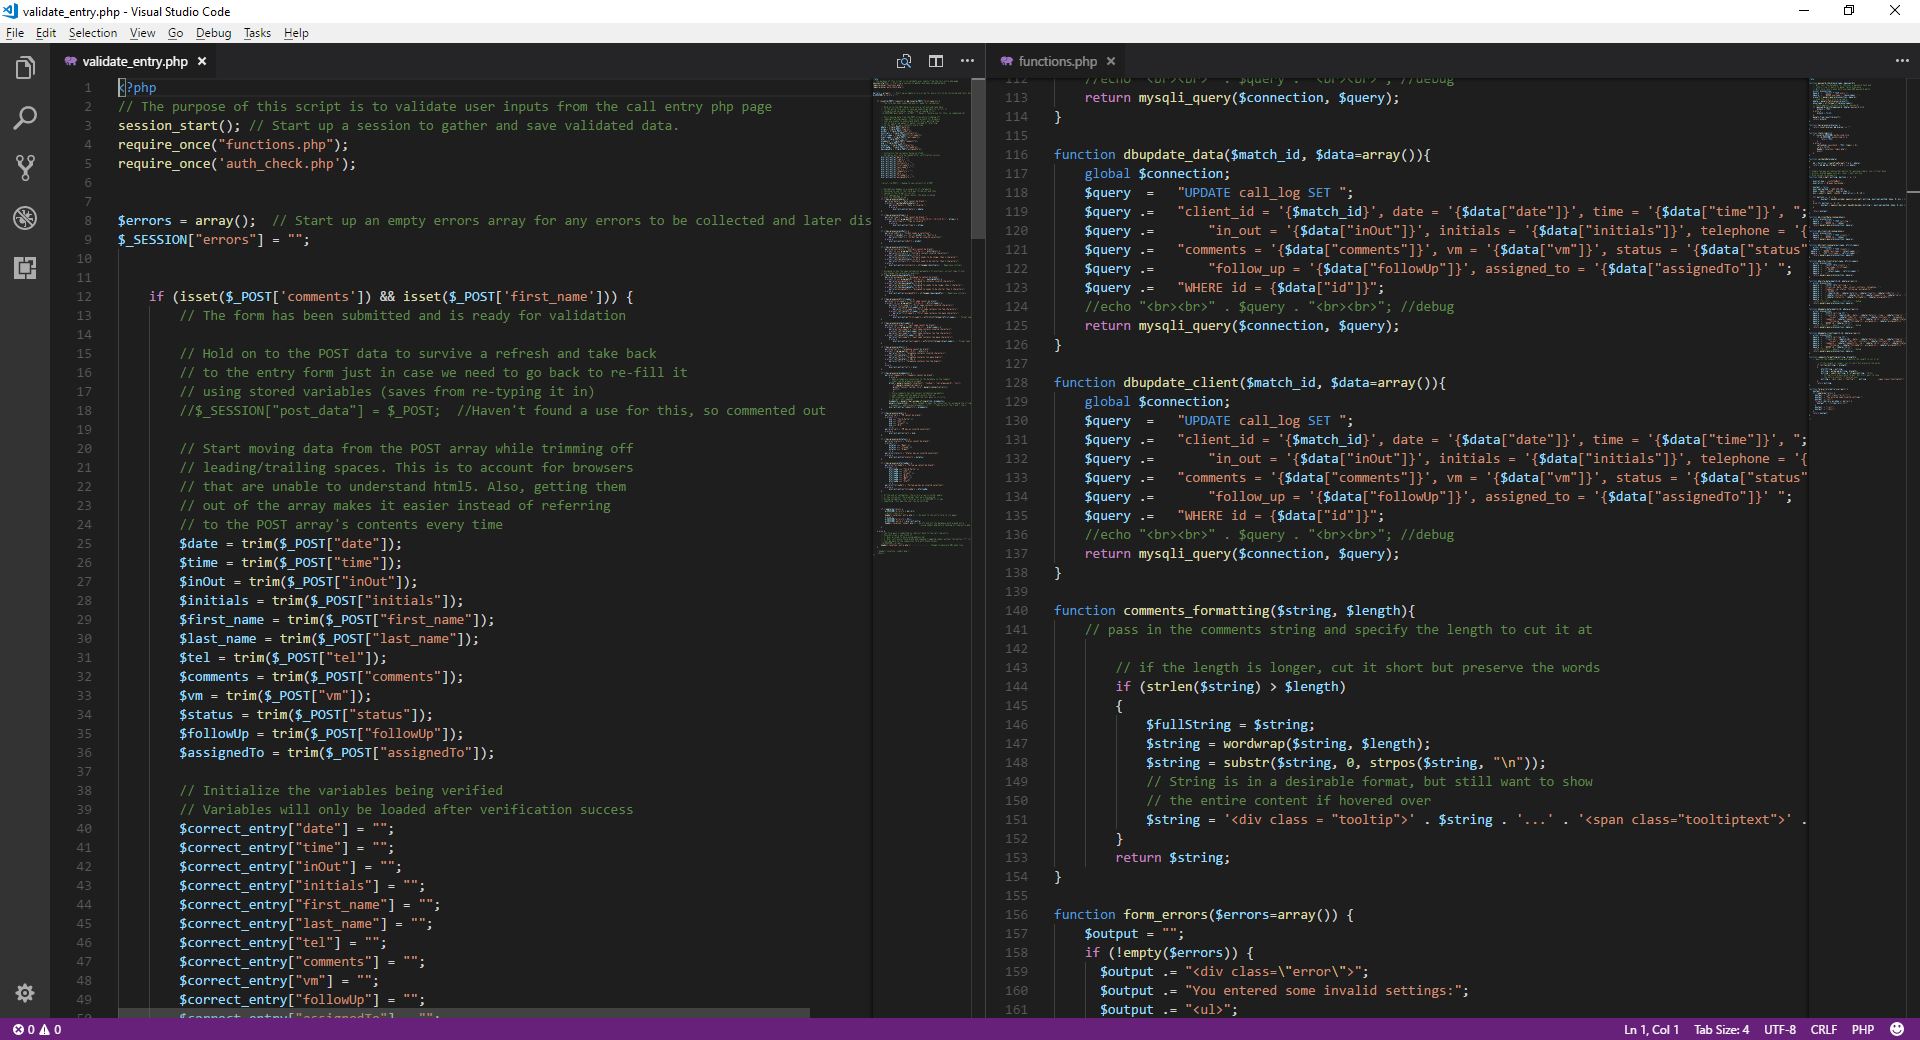 validate_entry.php - Visual Studio Code
File Edit Selection View Go Debug Tasks Help
validate_entry.php
1 <?php
2 // The purpose of this script is to validate user inputs from the call entry php page
3 session_start(); // Start up a session to gather and save validated data.
4 require_once("functions.php");
5 require_once('auth_check.php');
6
7
8 $errors = array();  // Start up an empty errors array for any errors to be collected and later dis
9 $_SESSION["errors"] = "";
10
11
12 if (isset($_POST['comments']) && isset($_POST['first_name'])) {
13 // The form has been submitted and is ready for validation
14
15 // Hold on to the POST data to survive a refresh and take back
16 // to the entry form just in case we need to go back to re-fill it
17 // using stored variables (saves from re-typing it in)
18 //$_SESSION["post_data"] = $_POST;  //Haven't found a use for this, so commented out
19
20 // Start moving data from the POST array while trimming off
21 // leading/trailing spaces. This is to account for browsers
22 // that are unable to understand html5. Also, getting them
23 // out of the array makes it easier instead of referring
24 // to the POST array's contents every time
25 $date = trim($_POST["date"]);
26 $time = trim($_POST["time"]);
27 $inOut = trim($_POST["inOut"]);
28 $initials = trim($_POST["initials"]);
29 $first_name = trim($_POST["first_name"]);
30 $last_name = trim($_POST["last_name"]);
31 $tel = trim($_POST["tel"]);
32 $comments = trim($_POST["comments"]);
33 $vm = trim($_POST["vm"]);
34 $status = trim($_POST["status"]);
35 $followUp = trim($_POST["followUp"]);
36 $assignedTo = trim($_POST["assignedTo"]);
37
38 // Initialize the variables being verified
39 // Variables will only be loaded after verification success
40 $correct_entry["date"] = "";
41 $correct_entry["time"] = "";
42 $correct_entry["inOut"] = "";
43 $correct_entry["initials"] = "";
44 $correct_entry["first_name"] = "";
45 $correct_entry["last_name"] = "";
46 $correct_entry["tel"] = "";
47 $correct_entry["comments"] = "";
48 $correct_entry["vm"] = "";
49 $correct_entry["followUp"] = "";
50 $correct_entry["assignedTo"] = "";
functions.php
112 //echo "<br><br>" . $query . "<br><br>"; //debug
113 return mysqli_query($connection, $query);
114 }
115
116 function dbupdate_data($match_id, $data=array()){
117 global $connection;
118 $query  =   "UPDATE call_log SET ";
119 $query .=   "client_id = '{$match_id}', date = '{$data["date"]}', time = '{$data["time"]}', ";
120 $query .=       "in_out = '{$data["inOut"]}', initials = '{$data["initials"]}', telephone = '{
121 $query .=   "comments = '{$data["comments"]}', vm = '{$data["vm"]}', status = '{$data["status"
122 $query .=       "follow_up = '{$data["followUp"]}', assigned_to = '{$data["assignedTo"]}' ";
123 $query .=   "WHERE id = {$data["id"]}";
124 //echo "<br><br>" . $query . "<br><br>"; //debug
125 return mysqli_query($connection, $query);
126 }
127
128 function dbupdate_client($match_id, $data=array()){
129 global $connection;
130 $query  =   "UPDATE call_log SET ";
131 $query .=   "client_id = '{$match_id}', date = '{$data["date"]}', time = '{$data["time"]}', ";
132 $query .=       "in_out = '{$data["inOut"]}', initials = '{$data["initials"]}', telephone = '{
133 $query .=   "comments = '{$data["comments"]}', vm = '{$data["vm"]}', status = '{$data["status"
134 $query .=       "follow_up = '{$data["followUp"]}', assigned_to = '{$data["assignedTo"]}' ";
135 $query .=   "WHERE id = {$data["id"]}";
136 //echo "<br><br>" . $query . "<br><br>"; //debug
137 return mysqli_query($connection, $query);
138 }
139
140 function comments_formatting($string, $length){
141 // pass in the comments string and specify the length to cut it at
142
143 // if the length is longer, cut it short but preserve the words
144 if (strlen($string) > $length)
145 {
146 $fullString = $string;
147 $string = wordwrap($string, $length);
148 $string = substr($string, 0, strpos($string, "\n"));
149 // String is in a desirable format, but still want to show
150 // the entire content if hovered over
151 $string = '<div class = "tooltip">' . $string . '...' . '<span class="tooltiptext">' .
152 }
153 return $string;
154 }
155
156 function form_errors($errors=array()) {
157 $output = "";
158 if (!empty($errors)) {
159 $output .= "<div class=\"error\">";
160 $output .= "You entered some invalid settings:";
161 $output .= "<ul>";
0 0 Ln 1, Col 1 Tab Size: 4 UTF-8 CRLF PHP